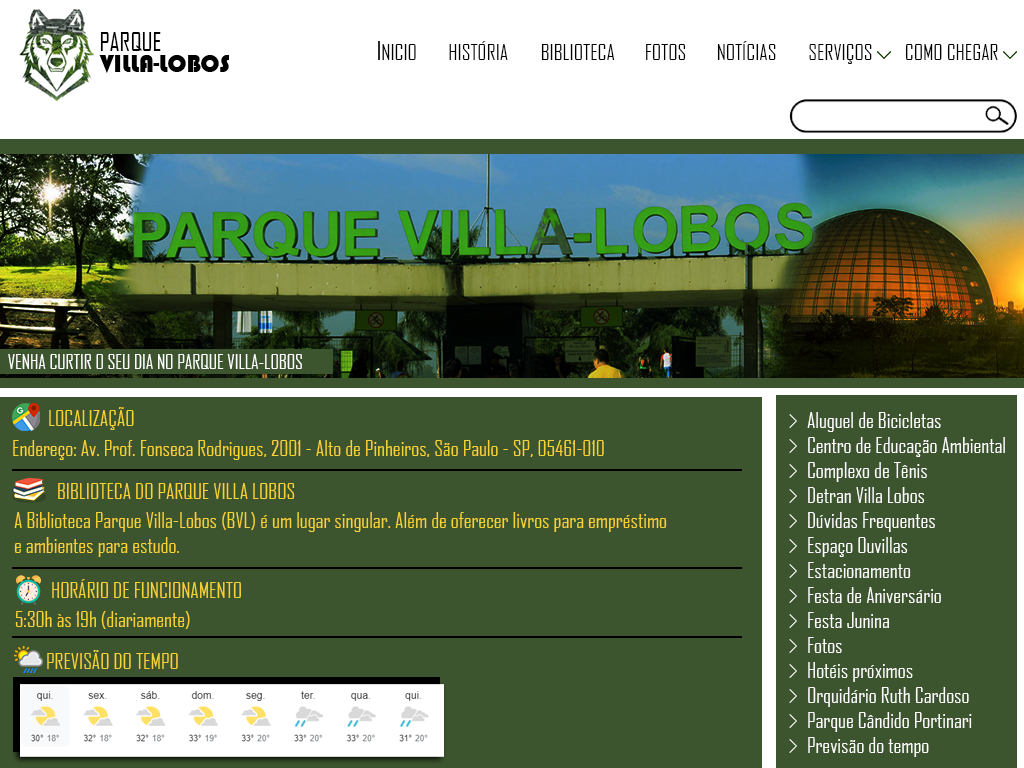 PARQUE
VILLA-LOBOS
INICIO HISTÓRIA BIBLIOTECA FOTOS NOTÍCIAS SERVIÇOS COMO CHEGAR
PARQUE VILLA-LOBOS
VENHA CURTIR O SEU DIA NO PARQUE VILLA-LOBOS
LOCALIZAÇÃO
Endereço: Av. Prof. Fonseca Rodrigues, 2001 - Alto de Pinheiros, São Paulo - SP, 05461-010
BIBLIOTECA DO PARQUE VILLA LOBOS
A Biblioteca Parque Villa-Lobos (BVL) é um lugar singular. Além de oferecer livros para empréstimo
e ambientes para estudo.
HORÁRIO DE FUNCIONAMENTO
5:30h às 19h (diariamente)
PREVISÃO DO TEMPO
qui. sex. sáb. dom. seg. ter. qua. qui.
30° 18° 32° 18° 32° 18° 33° 19° 33° 20° 33° 20° 33° 20° 31° 20°
Aluguel de Bicicletas
Centro de Educação Ambiental
Complexo de Tênis
Detran Villa Lobos
Dúvidas Frequentes
Espaço Ouvillas
Estacionamento
Festa de Aniversário
Festa Junina
Fotos
Hotéis próximos
Orquidário Ruth Cardoso
Parque Cândido Portinari
Previsão do tempo